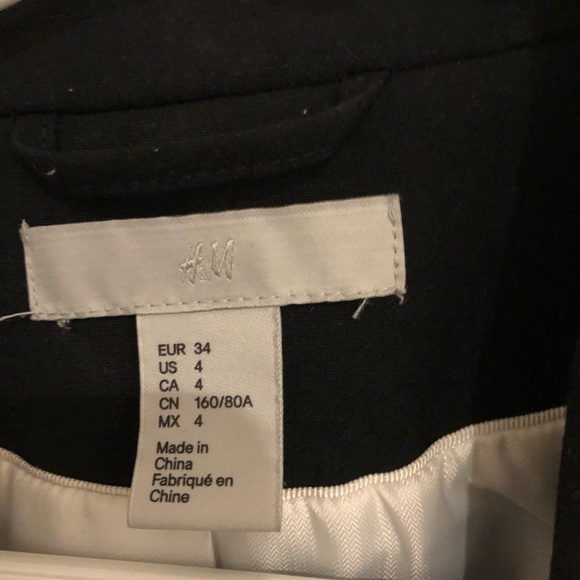 H&M
EUR 34
US 4
CA 4
CN 160/80A
MX 4
Made in
China
Fabriqué en
Chine